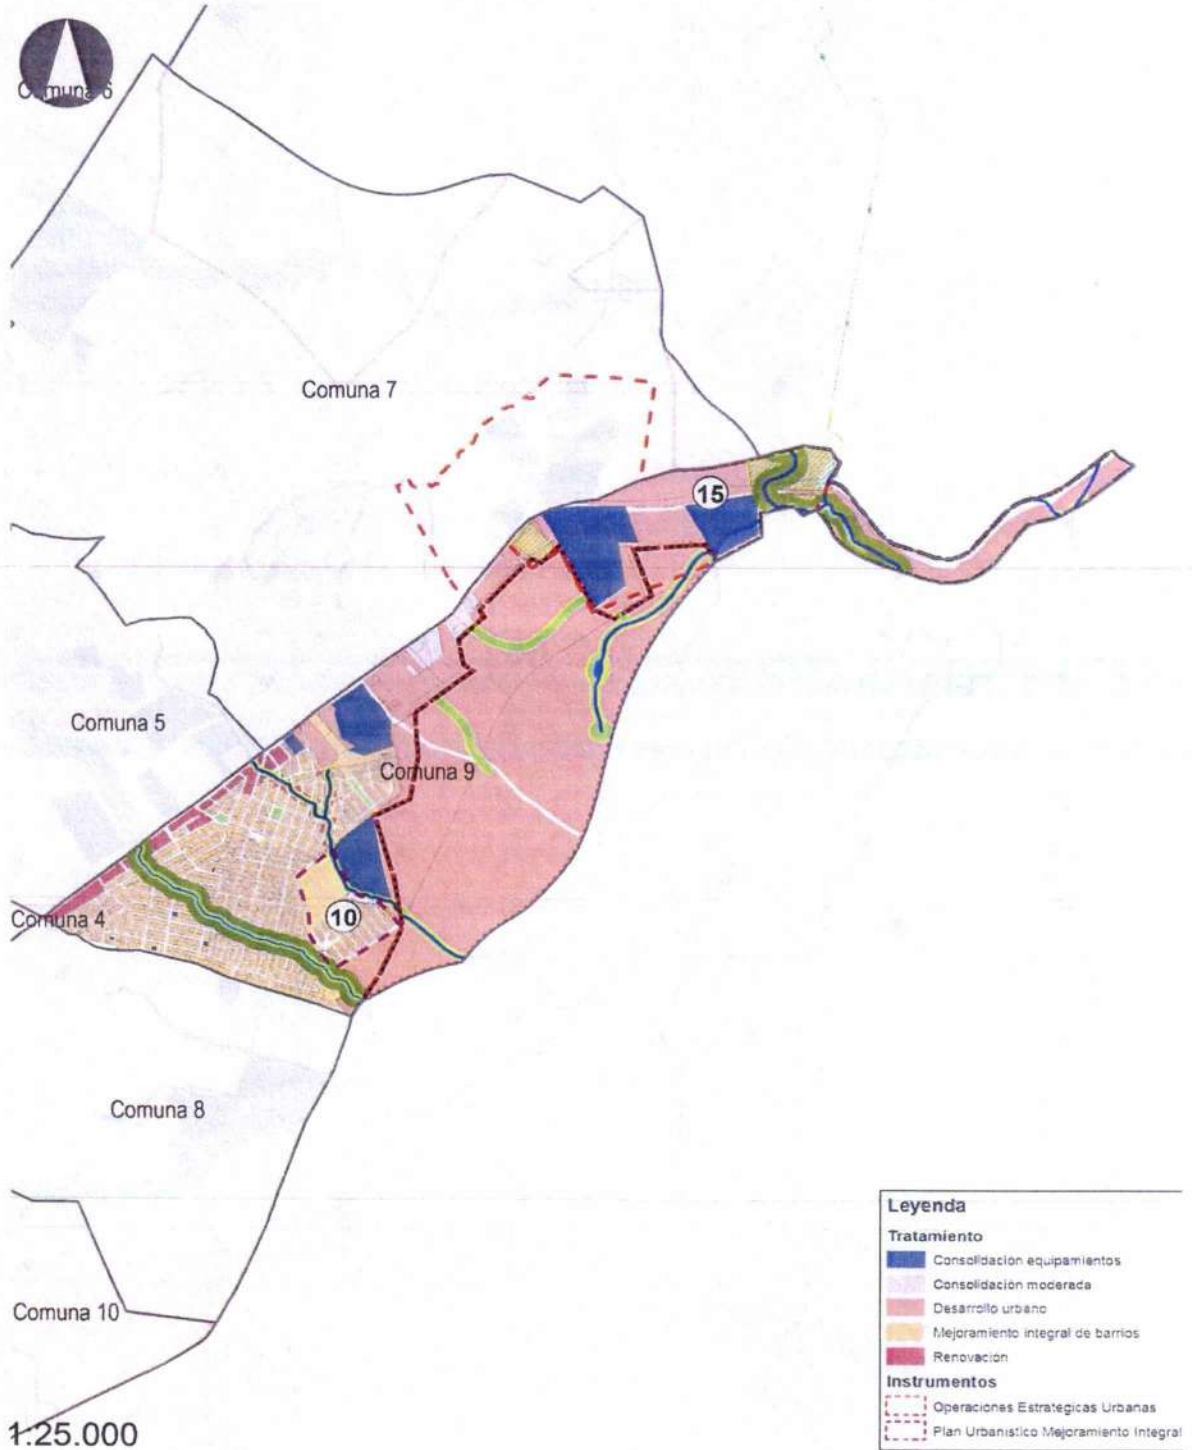 Comuna 6
Comuna 7
15
Comuna 5
Comuna 9
Comuna 4
10
Comuna 8
Comuna 10
1:25.000
Leyenda
Tratamiento
Consolidación equipamientos
Consolidación moderada
Desarrollo urbano
Mejoramiento integral de barrios
Renovación
Instrumentos
Operaciones Estrategicas Urbanas
Plan Urbanistico Mejoramiento Integral